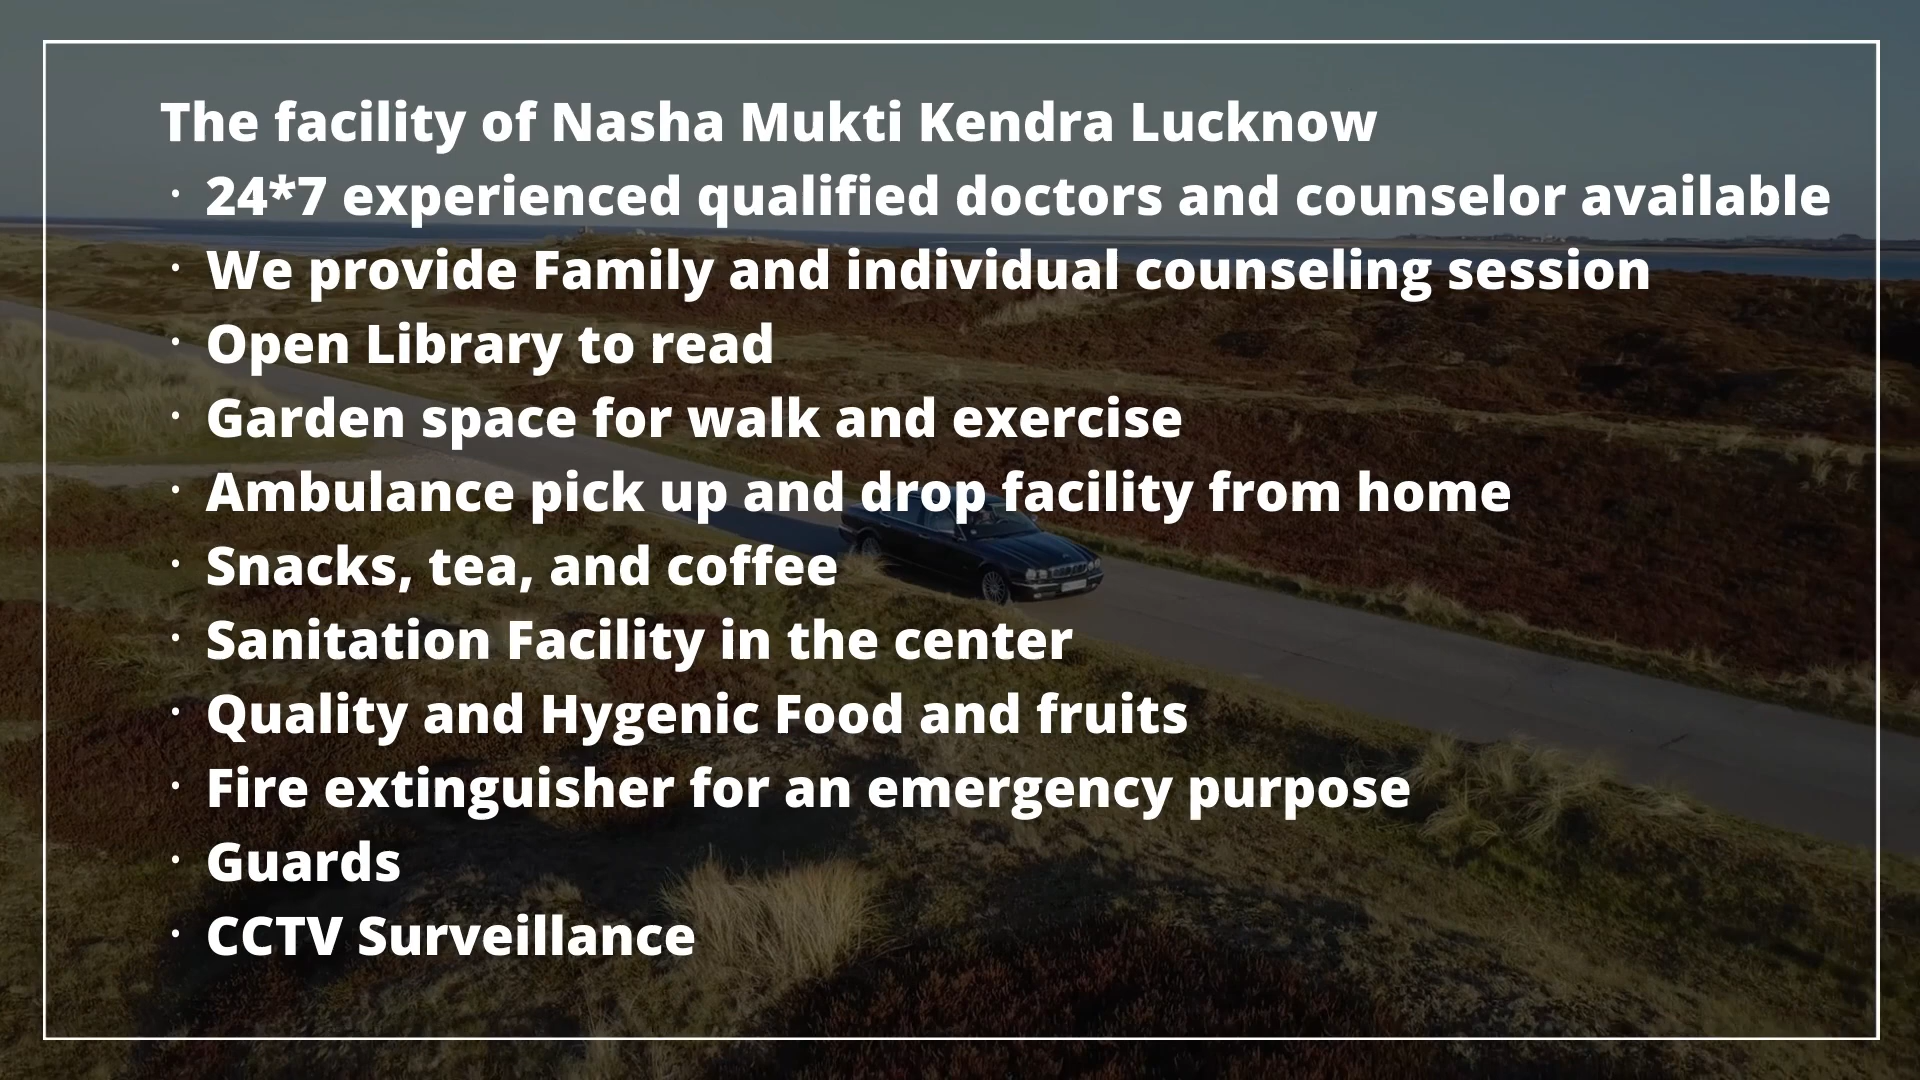 The facility of Nasha Mukti Kendra Lucknow
· 24*7 experienced qualified doctors and counselor available
· We provide Family and individual counseling session
· Open Library to read
· Garden space for walk and exercise
· Ambulance pick up and drop facility from home
· Snacks, tea, and coffee
· Sanitation Facility in the center
· Quality and Hygenic Food and fruits
· Fire extinguisher for an emergency purpose
· Guards
· CCTV Surveillance